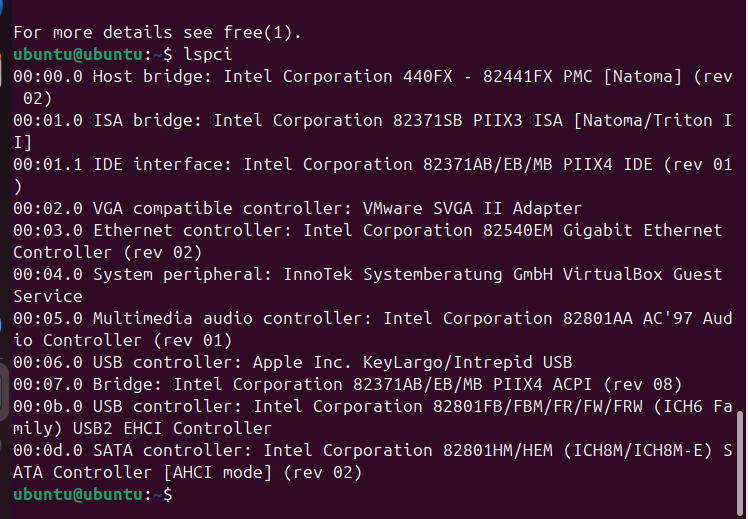 For more details see free(1).
ubuntu@ubuntu:~$ lspci
00:00.0 Host bridge: Intel Corporation 440FX - 82441FX PMC [Natoma] (rev
 02)
00:01.0 ISA bridge: Intel Corporation 82371SB PIIX3 ISA [Natoma/Triton I
I]
00:01.1 IDE interface: Intel Corporation 82371AB/EB/MB PIIX4 IDE (rev 01
)
00:02.0 VGA compatible controller: VMware SVGA II Adapter
00:03.0 Ethernet controller: Intel Corporation 82540EM Gigabit Ethernet
Controller (rev 02)
00:04.0 System peripheral: InnoTek Systemberatung GmbH VirtualBox Guest
Service
00:05.0 Multimedia audio controller: Intel Corporation 82801AA AC'97 Aud
io Controller (rev 01)
00:06.0 USB controller: Apple Inc. KeyLargo/Intrepid USB
00:07.0 Bridge: Intel Corporation 82371AB/EB/MB PIIX4 ACPI (rev 08)
00:0b.0 USB controller: Intel Corporation 82801FB/FBM/FR/FW/FRW (ICH6 Fa
mily) USB2 EHCI Controller
00:0d.0 SATA controller: Intel Corporation 82801HM/HEM (ICH8M/ICH8M-E) S
ATA Controller [AHCI mode] (rev 02)
ubuntu@ubuntu:~$